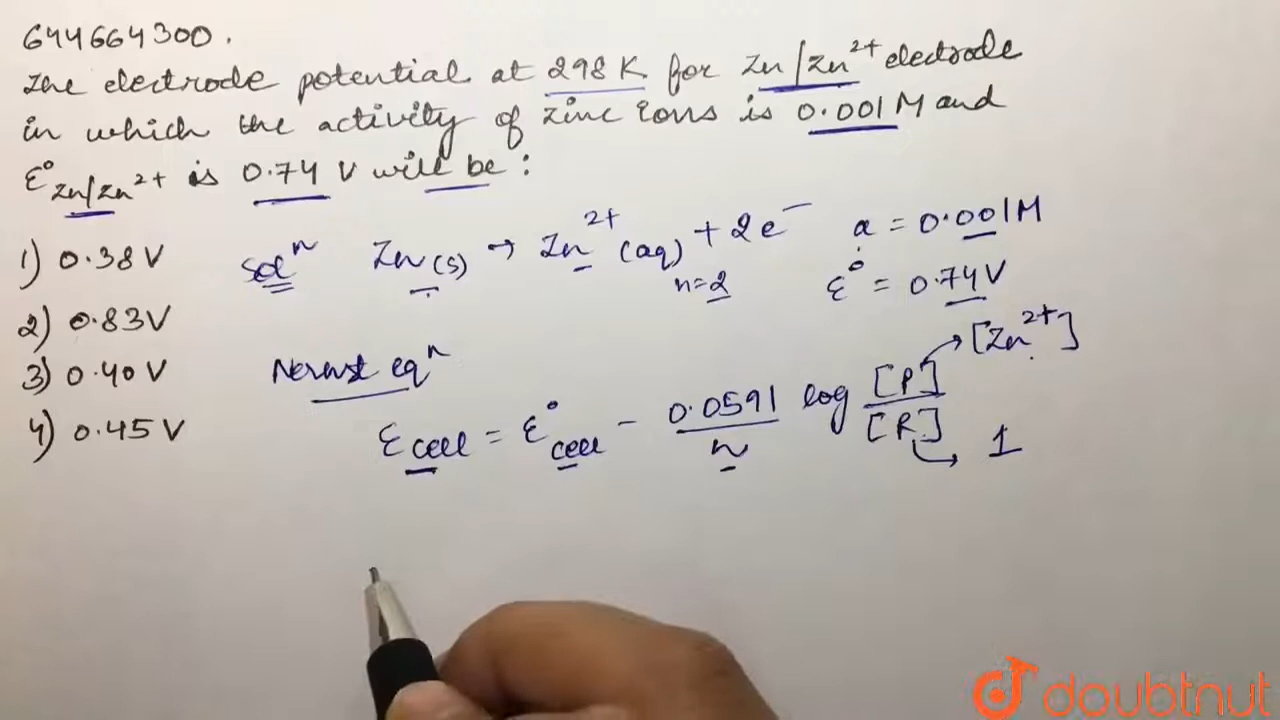 644664300.
The electrode potential at 298 K for Zn/Zn²⁺ electrode
in which the activity of zinc ions is 0.001 M and
ε° Zn/Zn²⁺ is 0.74 V will be :
1) 0.38 V
2) 0.83 V
3) 0.40 V
4) 0.45 V
Solⁿ Zn(s) → Zn²⁺(aq) + 2e⁻ a = 0.001 M
n=2 ε° = 0.74 V
Nernst eqⁿ
ε cell = ε° cell − 0.0591/n log [P]/[R]
→ [Zn²⁺]
→ 1
doubtnut